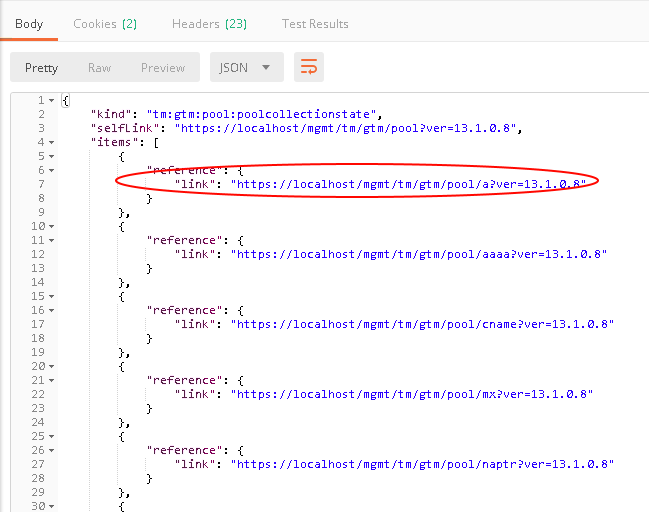 Body Cookies (2) Headers (23) Test Results
Pretty Raw Preview JSON
1 {
2 "kind": "tm:gtm:pool:poolcollectionstate",
3 "selfLink": "https://localhost/mgmt/tm/gtm/pool?ver=13.1.0.8",
4 "items": [
5 {
6 "reference": {
7 "link": "https://localhost/mgmt/tm/gtm/pool/a?ver=13.1.0.8"
8 }
9 },
10 {
11 "reference": {
12 "link": "https://localhost/mgmt/tm/gtm/pool/aaaa?ver=13.1.0.8"
13 }
14 },
15 {
16 "reference": {
17 "link": "https://localhost/mgmt/tm/gtm/pool/cname?ver=13.1.0.8"
18 }
19 },
20 {
21 "reference": {
22 "link": "https://localhost/mgmt/tm/gtm/pool/mx?ver=13.1.0.8"
23 }
24 },
25 {
26 "reference": {
27 "link": "https://localhost/mgmt/tm/gtm/pool/naptr?ver=13.1.0.8"
28 }
29 },
30 {